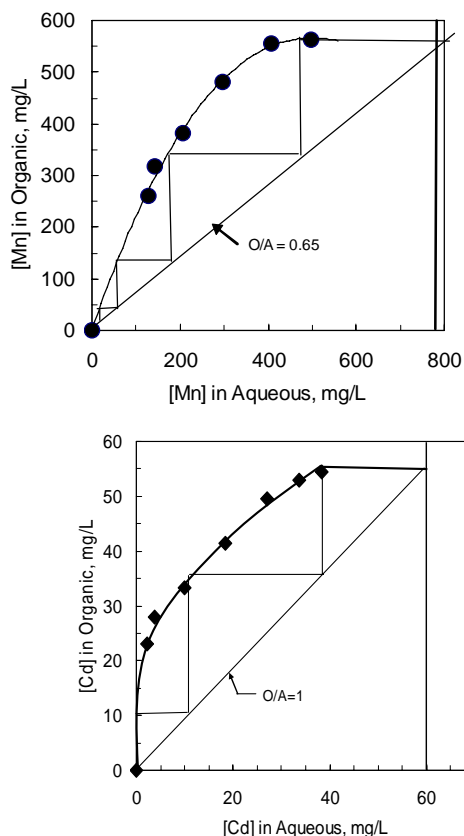 600
500
400
300
200
100
0
[Mn] in Organic, mg/L
O/A = 0.65
0 200 400 600 800
[Mn] in Aqueous, mg/L
60
50
40
30
20
10
0
[Cd] in Organic, mg/L
O/A=1
0 20 40 60
[Cd] in Aqueous, mg/L